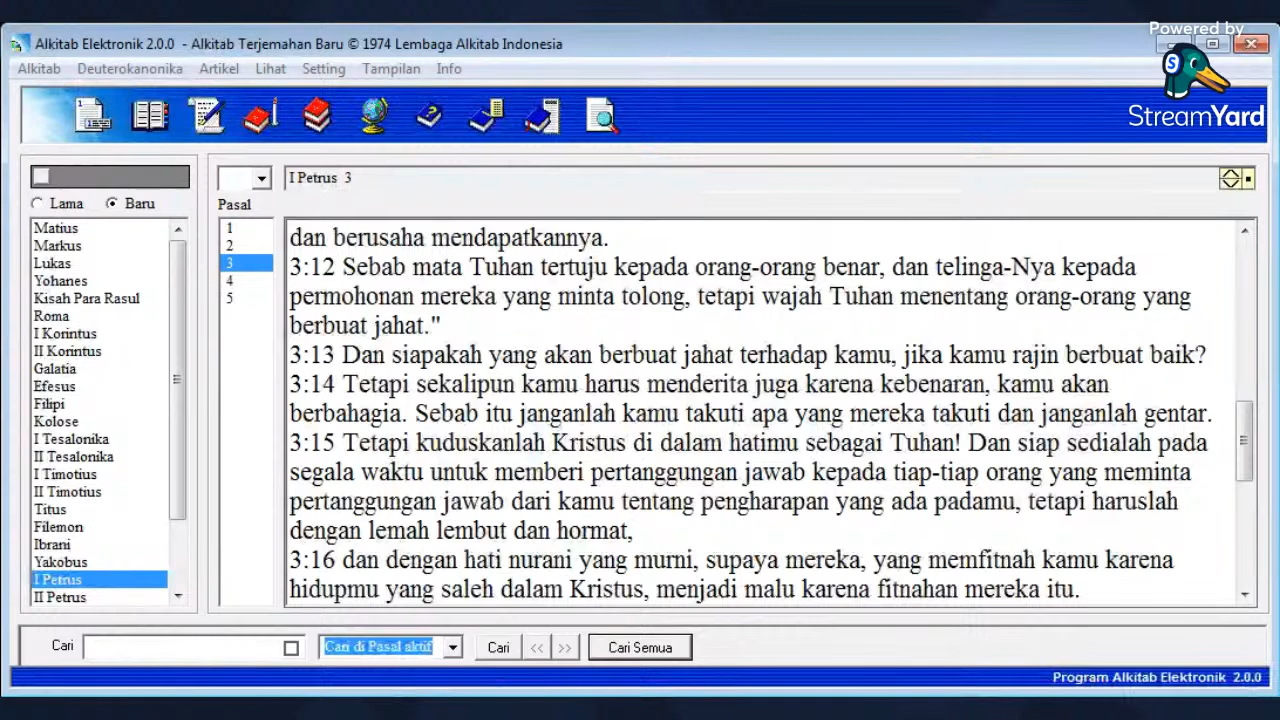 Powered by
Alkitab Elektronik 2.0.0 - Alkitab Terjemahan Baru © 1974 Lembaga Alkitab Indonesia
Alkitab Deuterokanonika Artikel Lihat Setting Tampilan Info
StreamYard
I Petrus 3
Lama Baru
Pasal
Matius
Markus
Lukas
Yohanes
Kisah Para Rasul
Roma
I Korintus
II Korintus
Galatia
Efesus
Filipi
Kolose
I Tesalonika
II Tesalonika
I Timotius
II Timotius
Titus
Filemon
Ibrani
Yakobus
I Petrus
II Petrus
1
2
3
4
5
dan berusaha mendapatkannya.
3:12 Sebab mata Tuhan tertuju kepada orang-orang benar, dan telinga-Nya kepada
permohonan mereka yang minta tolong, tetapi wajah Tuhan menentang orang-orang yang
berbuat jahat."
3:13 Dan siapakah yang akan berbuat jahat terhadap kamu, jika kamu rajin berbuat baik?
3:14 Tetapi sekalipun kamu harus menderita juga karena kebenaran, kamu akan
berbahagia. Sebab itu janganlah kamu takuti apa yang mereka takuti dan janganlah gentar.
3:15 Tetapi kuduskanlah Kristus di dalam hatimu sebagai Tuhan! Dan siap sedialah pada
segala waktu untuk memberi pertanggungan jawab kepada tiap-tiap orang yang meminta
pertanggungan jawab dari kamu tentang pengharapan yang ada padamu, tetapi haruslah
dengan lemah lembut dan hormat,
3:16 dan dengan hati nurani yang murni, supaya mereka, yang memfitnah kamu karena
hidupmu yang saleh dalam Kristus, menjadi malu karena fitnahan mereka itu.
Cari Cari di Pasal aktif Cari << >> Cari Semua
Program Alkitab Elektronik 2.0.0